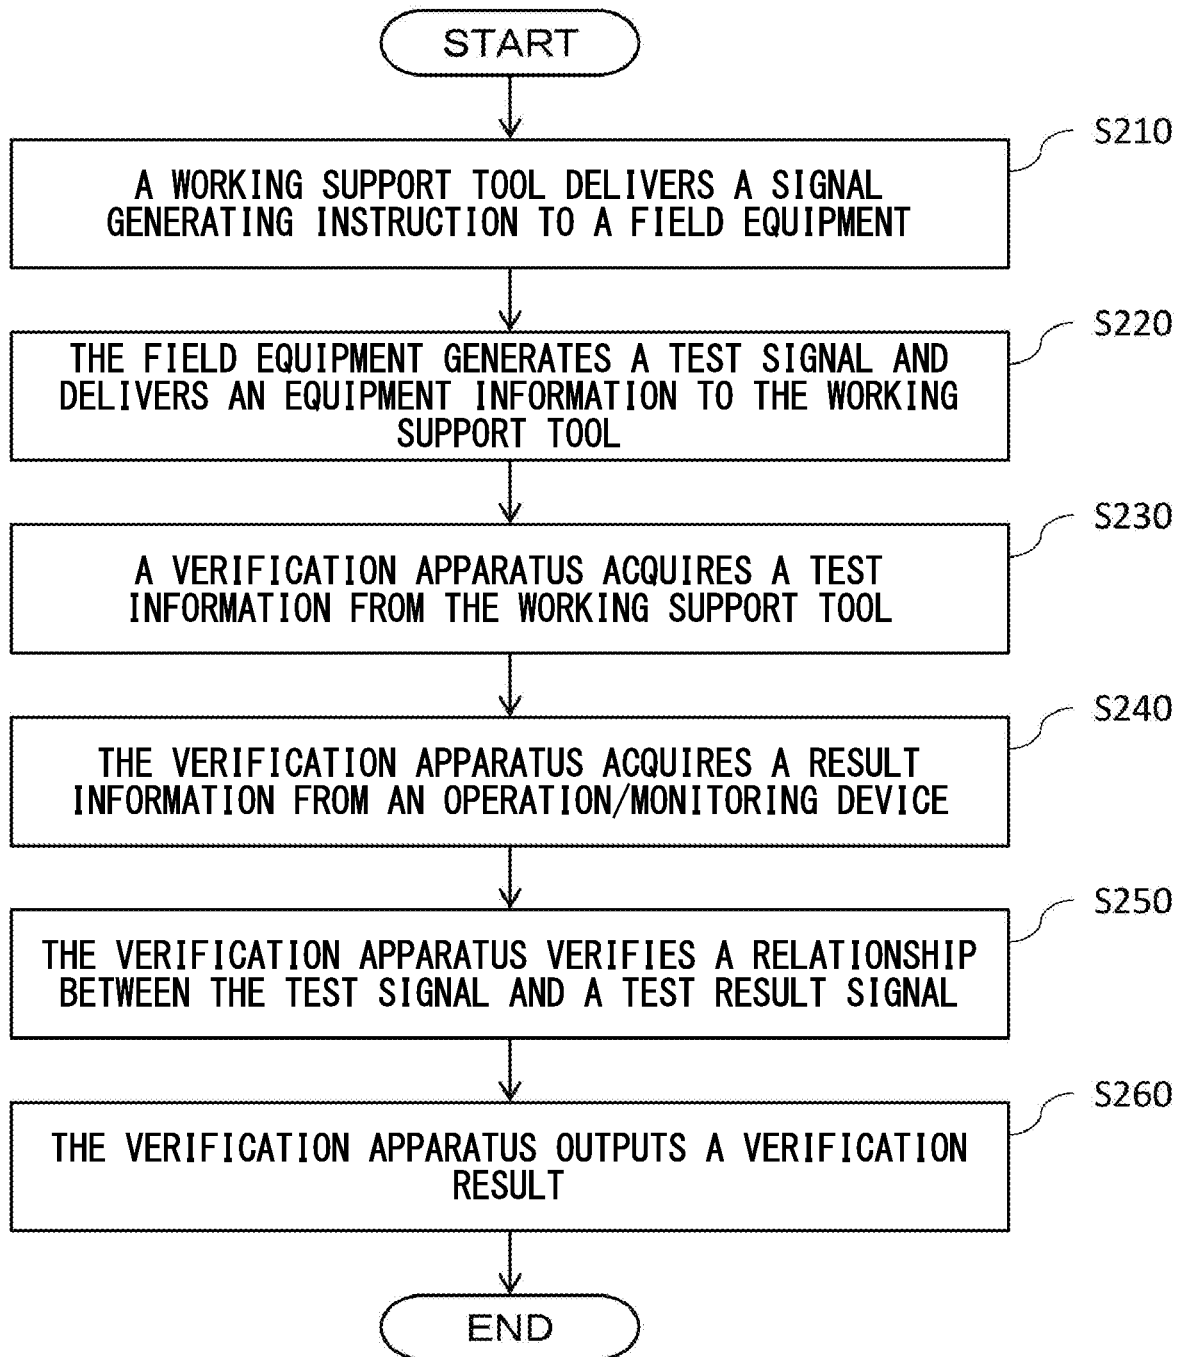 START
S210
A WORKING SUPPORT TOOL DELIVERS A SIGNAL
GENERATING INSTRUCTION TO A FIELD EQUIPMENT
S220
THE FIELD EQUIPMENT GENERATES A TEST SIGNAL AND
DELIVERS AN EQUIPMENT INFORMATION TO THE WORKING
SUPPORT TOOL
S230
A VERIFICATION APPARATUS ACQUIRES A TEST
INFORMATION FROM THE WORKING SUPPORT TOOL
S240
THE VERIFICATION APPARATUS ACQUIRES A RESULT
INFORMATION FROM AN OPERATION/MONITORING DEVICE
S250
THE VERIFICATION APPARATUS VERIFIES A RELATIONSHIP
BETWEEN THE TEST SIGNAL AND A TEST RESULT SIGNAL
S260
THE VERIFICATION APPARATUS OUTPUTS A VERIFICATION
RESULT
END